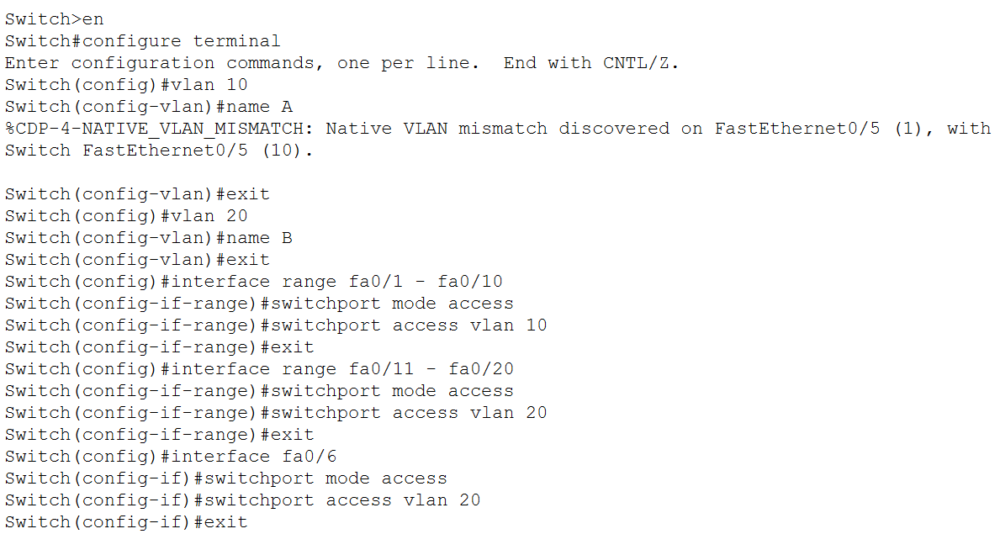 Switch>en
Switch#configure terminal
Enter configuration commands, one per line.  End with CNTL/Z.
Switch(config)#vlan 10
Switch(config-vlan)#name A
%CDP-4-NATIVE_VLAN_MISMATCH: Native VLAN mismatch discovered on FastEthernet0/5 (1), with
Switch FastEthernet0/5 (10).

Switch(config-vlan)#exit
Switch(config)#vlan 20
Switch(config-vlan)#name B
Switch(config-vlan)#exit
Switch(config)#interface range fa0/1 - fa0/10
Switch(config-if-range)#switchport mode access
Switch(config-if-range)#switchport access vlan 10
Switch(config-if-range)#exit
Switch(config)#interface range fa0/11 - fa0/20
Switch(config-if-range)#switchport mode access
Switch(config-if-range)#switchport access vlan 20
Switch(config-if-range)#exit
Switch(config)#interface fa0/6
Switch(config-if)#switchport mode access
Switch(config-if)#switchport access vlan 20
Switch(config-if)#exit